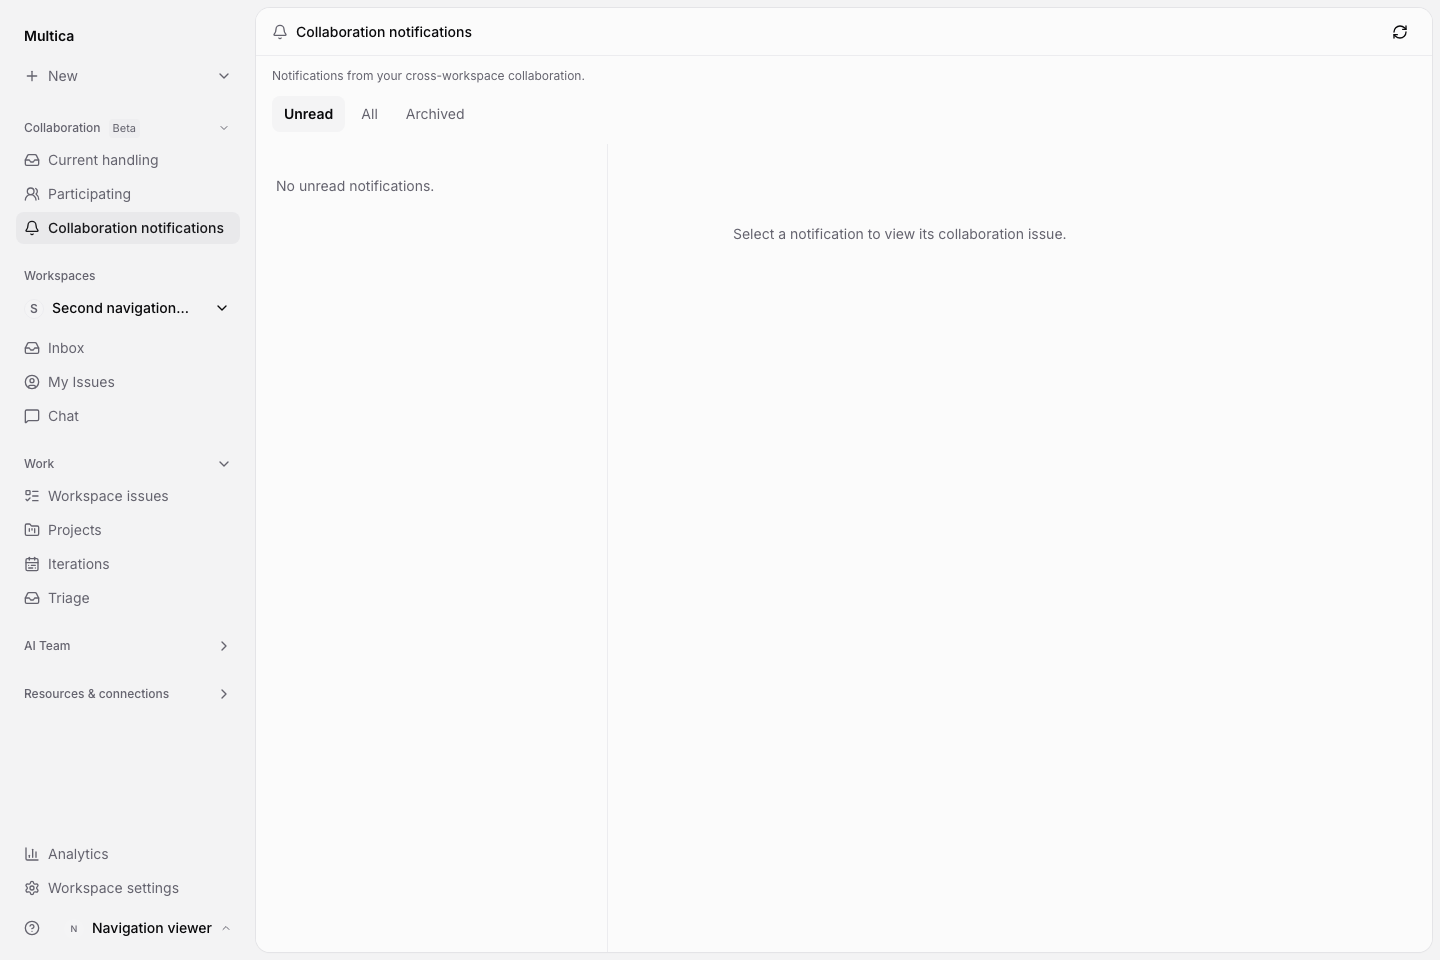 Multica
New
Collaboration Beta
Current handling
Participating
Collaboration notifications
Workspaces
S Second navigation...
Inbox
My Issues
Chat
Work
Workspace issues
Projects
Iterations
Triage
AI Team
Resources & connections
Analytics
Workspace settings
N Navigation viewer
Collaboration notifications
Notifications from your cross-workspace collaboration.
Unread All Archived
No unread notifications.
Select a notification to view its collaboration issue.